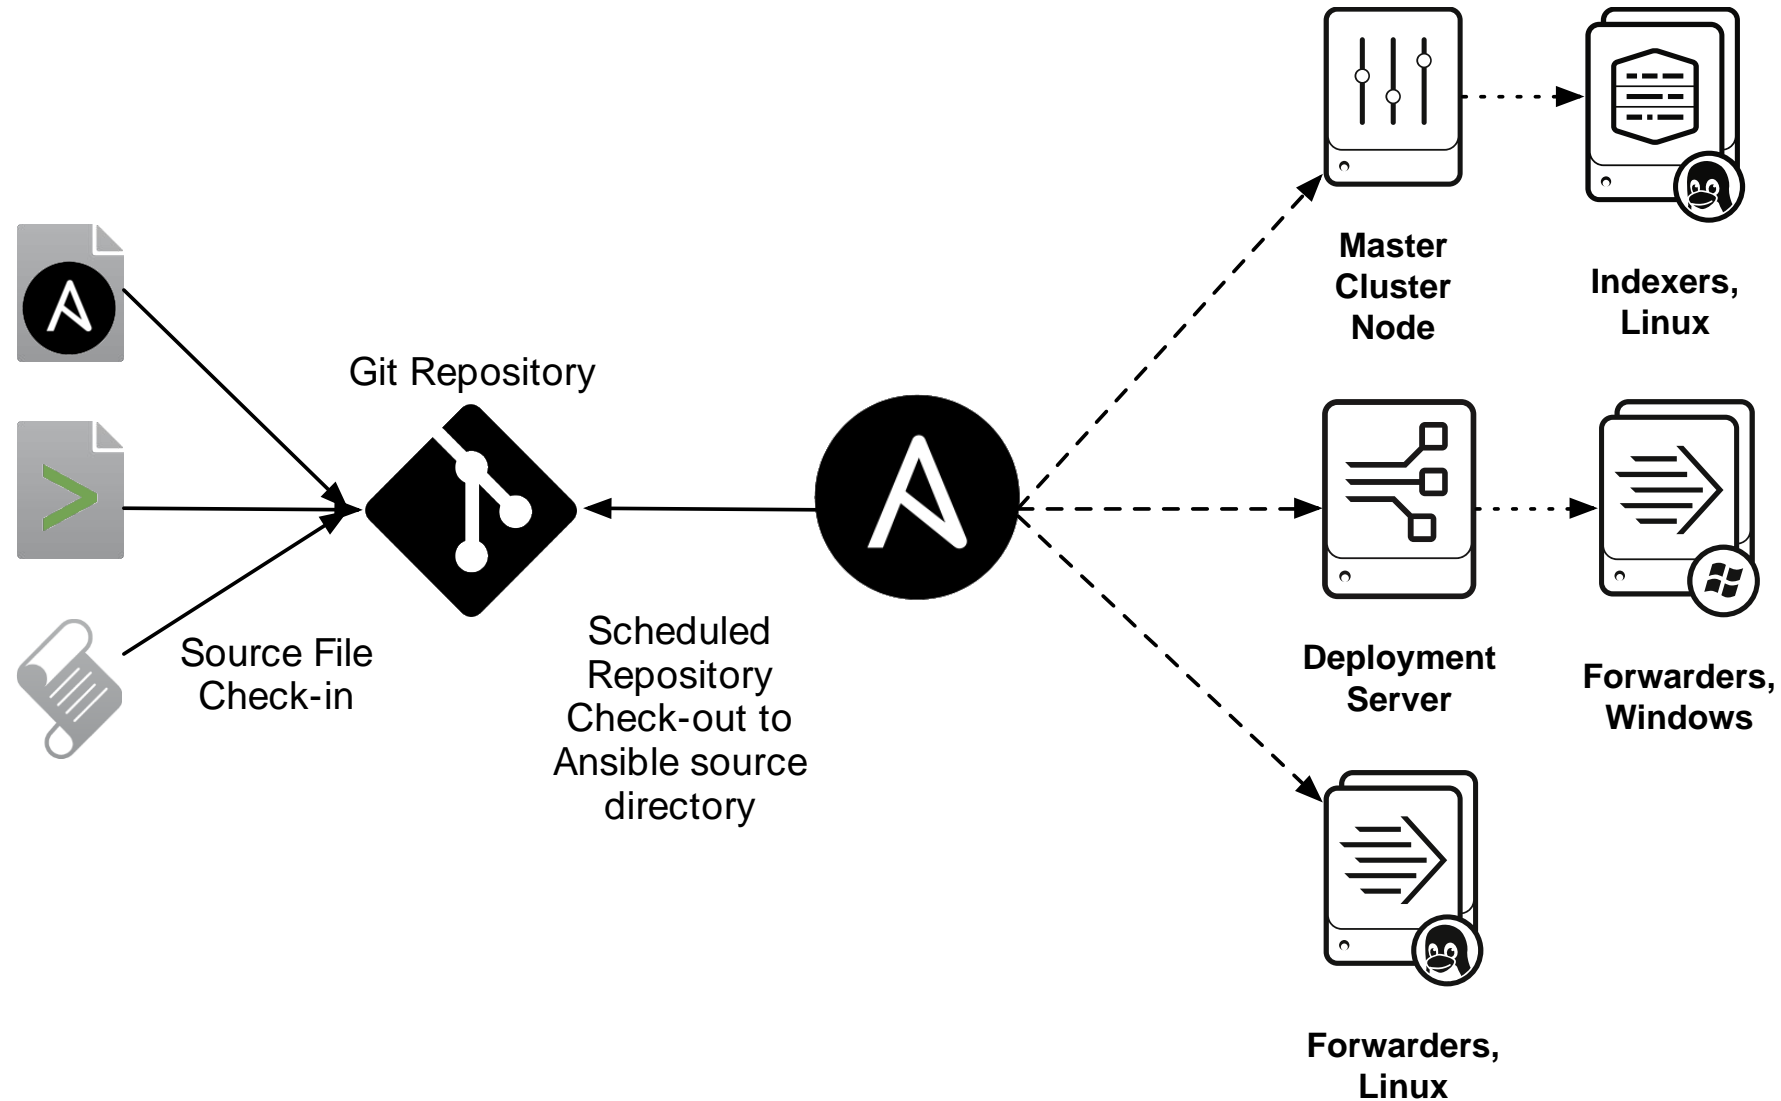 Git Repository
Source File
Check-in
Scheduled
Repository
Check-out to
Ansible source
directory
Master
Cluster
Node
Indexers,
Linux
Deployment
Server
Forwarders,
Windows
Forwarders,
Linux